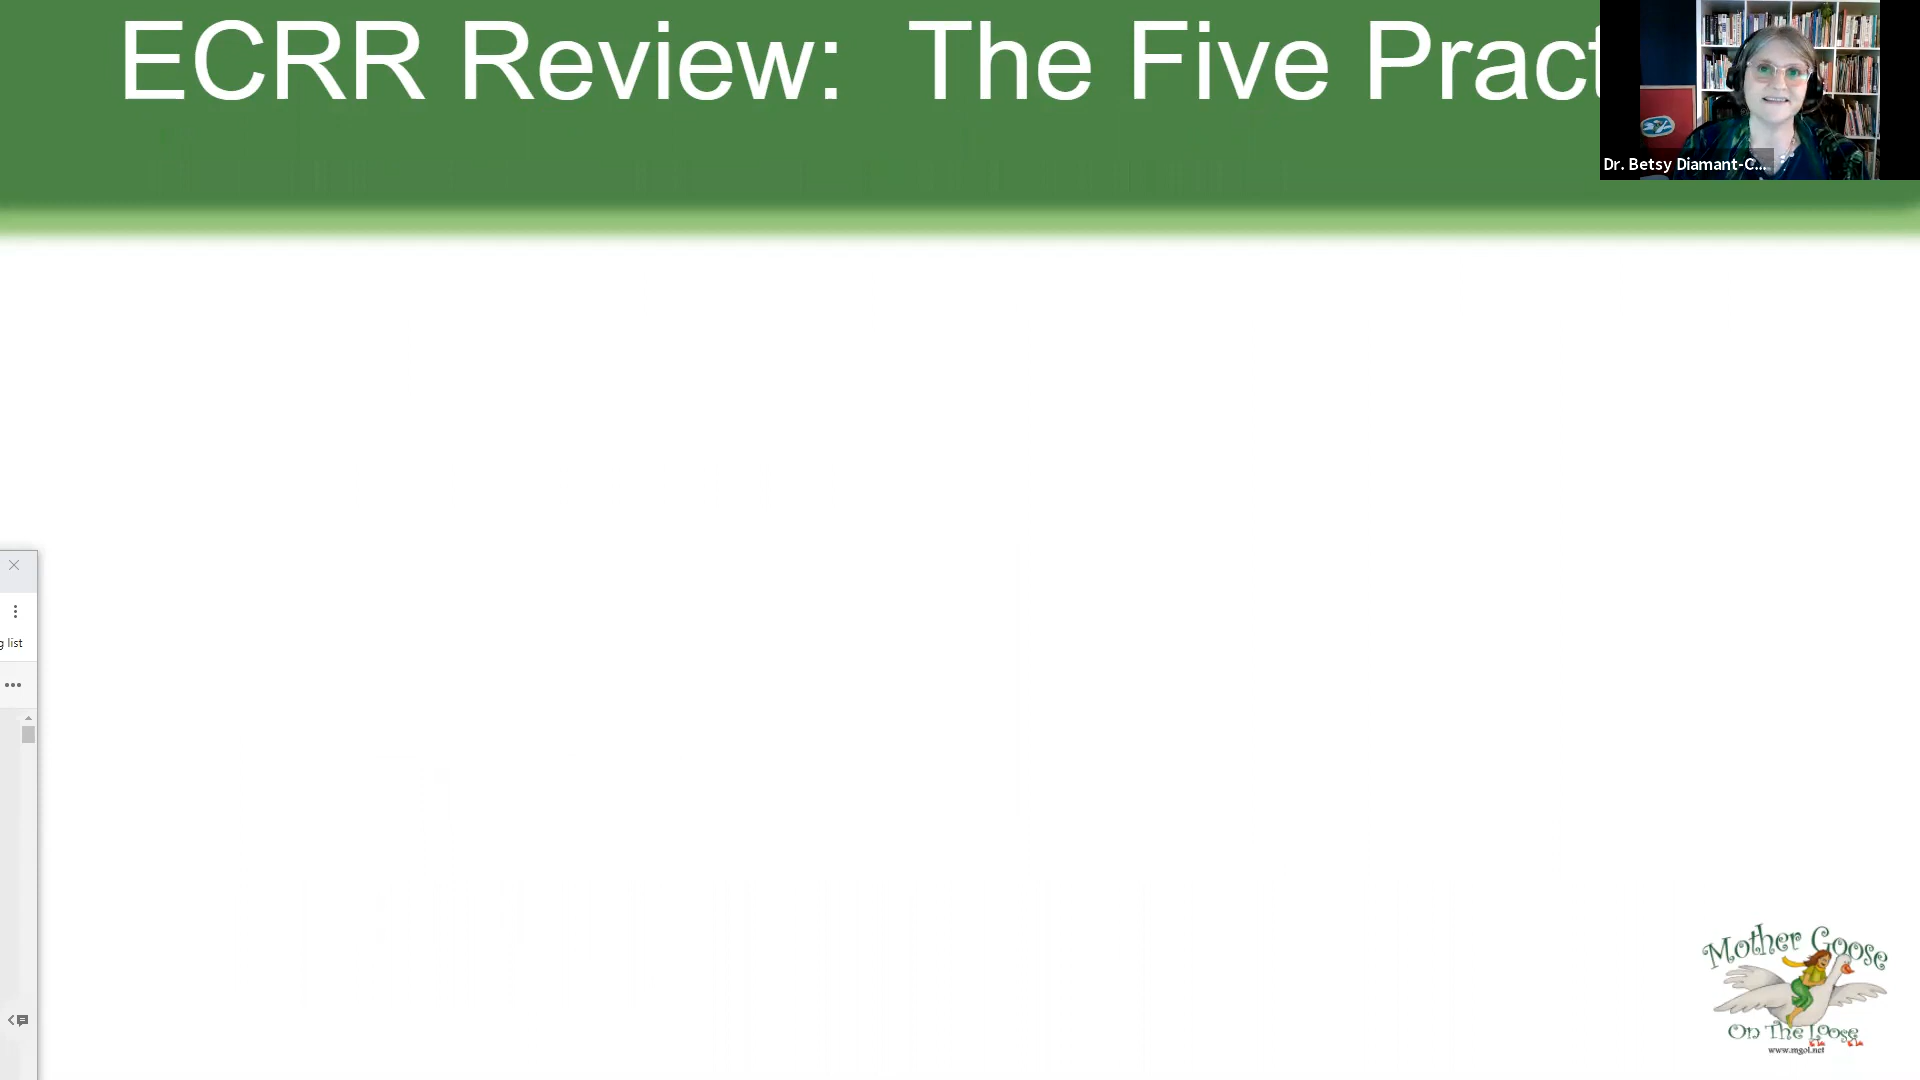 ECRR Review: The Five Pract
Dr. Betsy Diamant-C...
g list
Mother Goose
On The Loose
www.mgol.net